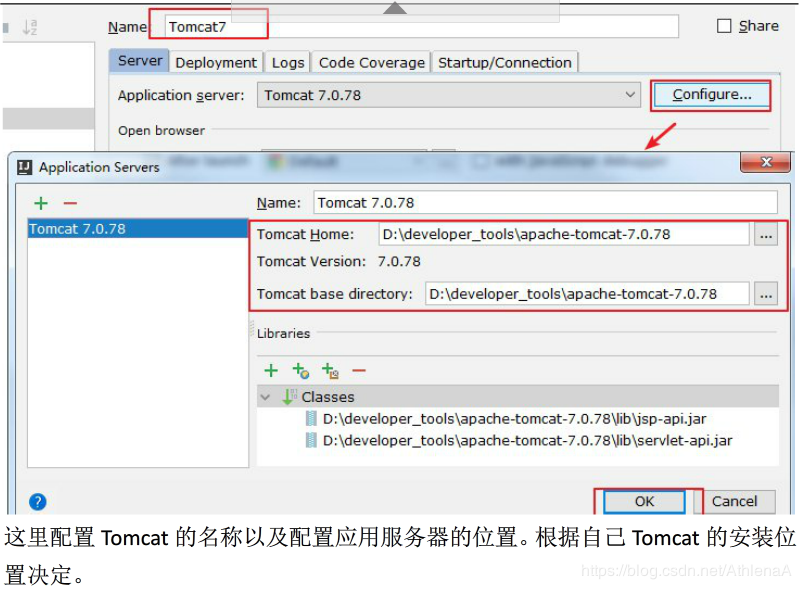 Name
Tomcat7
Share
Server Deployment Logs Code Coverage Startup/Connection
Application server: Tomcat 7.0.78 Configure...
Open browser
Application Servers
Name: Tomcat 7.0.78
Tomcat 7.0.78
Tomcat Home: D:\developer_tools\apache-tomcat-7.0.78 ...
Tomcat Version: 7.0.78
Tomcat base directory: D:\developer_tools\apache-tomcat-7.0.78 ...
Libraries
Classes
D:\developer_tools\apache-tomcat-7.0.78\lib\jsp-api.jar
D:\developer_tools\apache-tomcat-7.0.78\lib\servlet-api.jar
OK Cancel
这里配置 Tomcat 的名称以及配置应用服务器的位置。根据自己 Tomcat 的安装位
置决定。
https://blog.csdn.net/AthlenaA